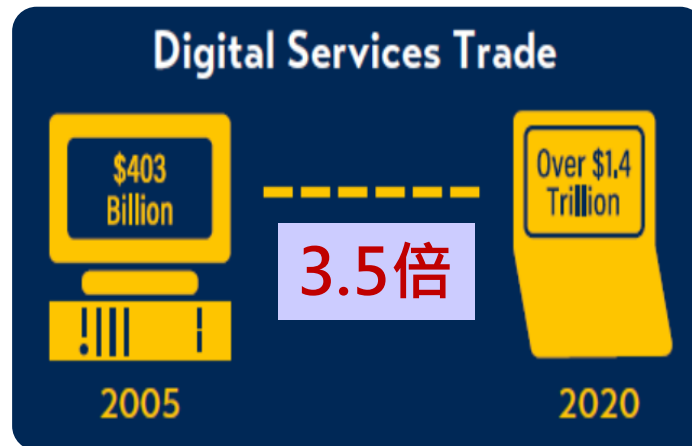 Digital Services Trade
$403
Billion
3.5倍
Over $1.4
Trillion
2005
2020